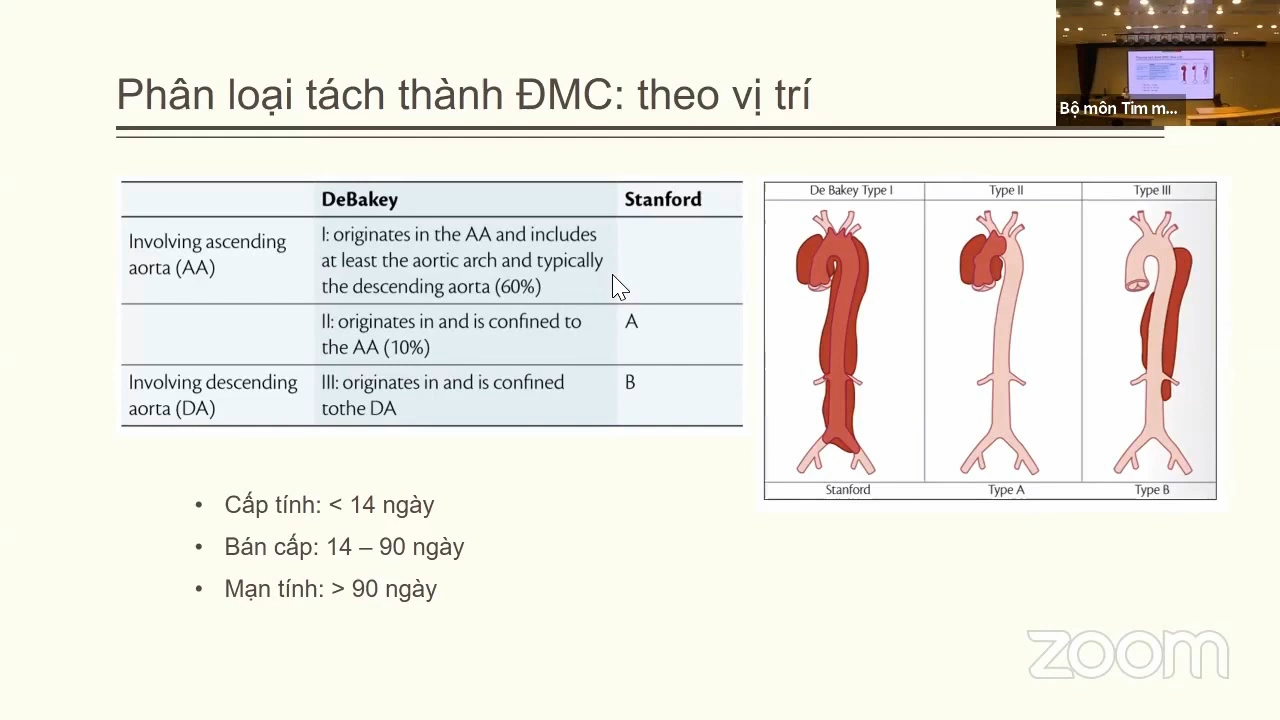 Phân loại tách thành ĐMC: theo vị trí
Bộ môn Tim m...
DeBakey Stanford
Involving ascending
aorta (AA)
I: originates in the AA and includes
at least the aortic arch and typically
the descending aorta (60%)
II: originates in and is confined to
the AA (10%)
A
Involving descending
aorta (DA)
III: originates in and is confined
tothe DA
B
De Bakey Type I Type II Type III
Stanford Type A Type B
• Cấp tính: < 14 ngày
• Bán cấp: 14 – 90 ngày
• Mạn tính: > 90 ngày
zoom